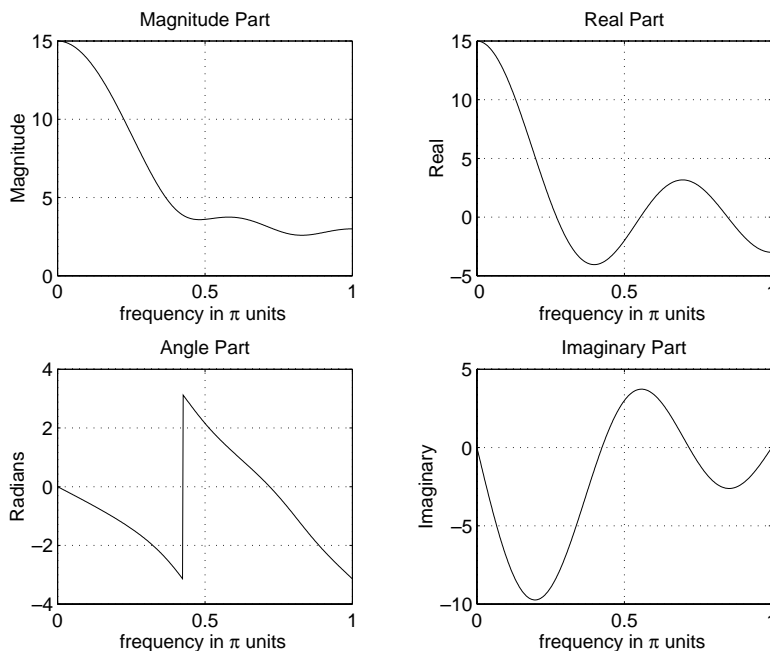 Magnitude Part
15
10
5
0
Magnitude
0 0.5 1
frequency in π units
Real Part
15
10
5
0
−5
Real
0 0.5 1
frequency in π units
Angle Part
4
2
0
−2
−4
Radians
0 0.5 1
frequency in π units
Imaginary Part
5
0
−5
−10
Imaginary
0 0.5 1
frequency in π units